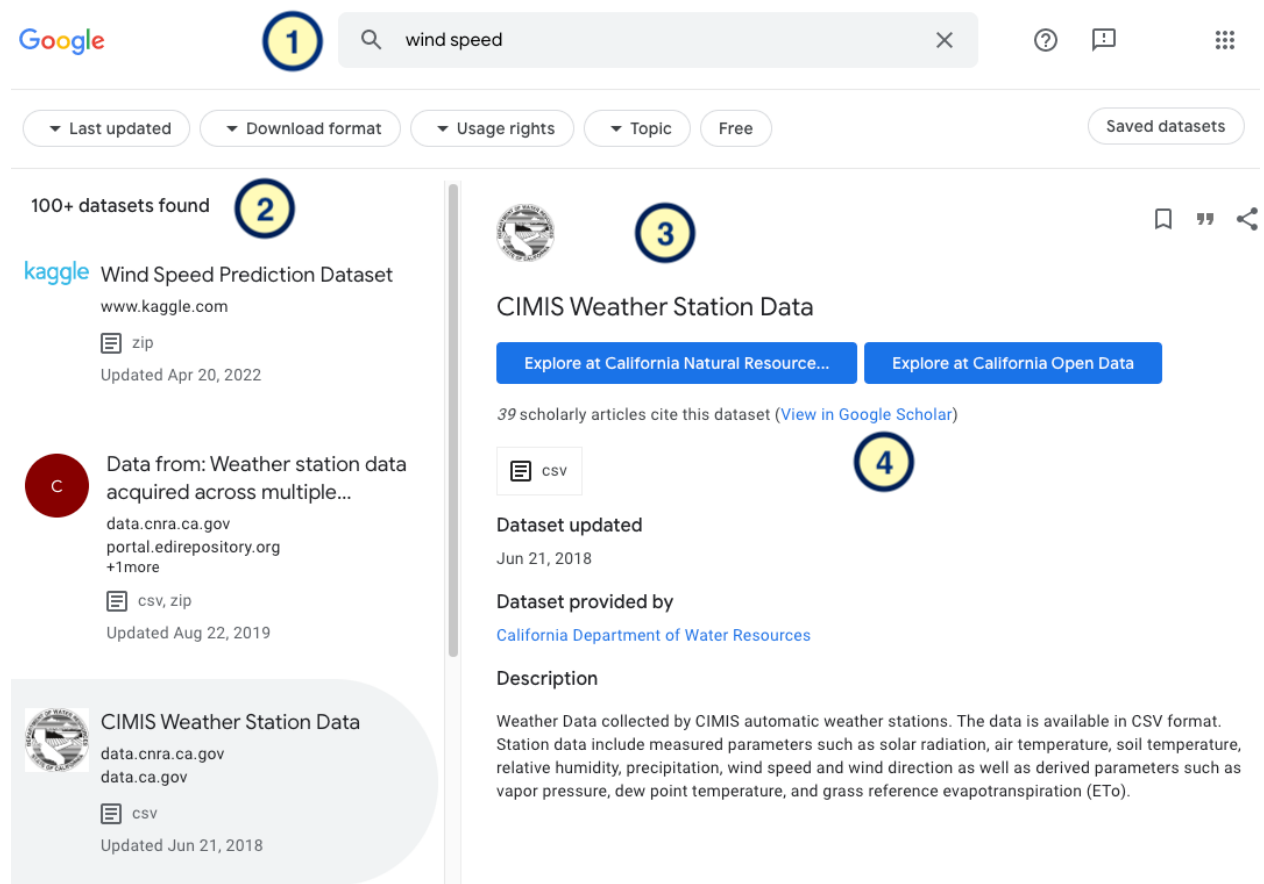 Google
1
wind speed
Last updated
Download format
Usage rights
Topic
Free
Saved datasets
100+ datasets found
2
kaggle
Wind Speed Prediction Dataset
www.kaggle.com
zip
Updated Apr 20, 2022
C
Data from: Weather station data
acquired across multiple...
data.cnra.ca.gov
portal.edirepository.org
+1more
csv, zip
Updated Aug 22, 2019
CIMIS Weather Station Data
data.cnra.ca.gov
data.ca.gov
csv
Updated Jun 21, 2018
3
CIMIS Weather Station Data
Explore at California Natural Resource...
Explore at California Open Data
39 scholarly articles cite this dataset (View in Google Scholar)
4
csv
Dataset updated
Jun 21, 2018
Dataset provided by
California Department of Water Resources
Description
Weather Data collected by CIMIS automatic weather stations. The data is available in CSV format.
Station data include measured parameters such as solar radiation, air temperature, soil temperature,
relative humidity, precipitation, wind speed and wind direction as well as derived parameters such as
vapor pressure, dew point temperature, and grass reference evapotranspiration (ETo).